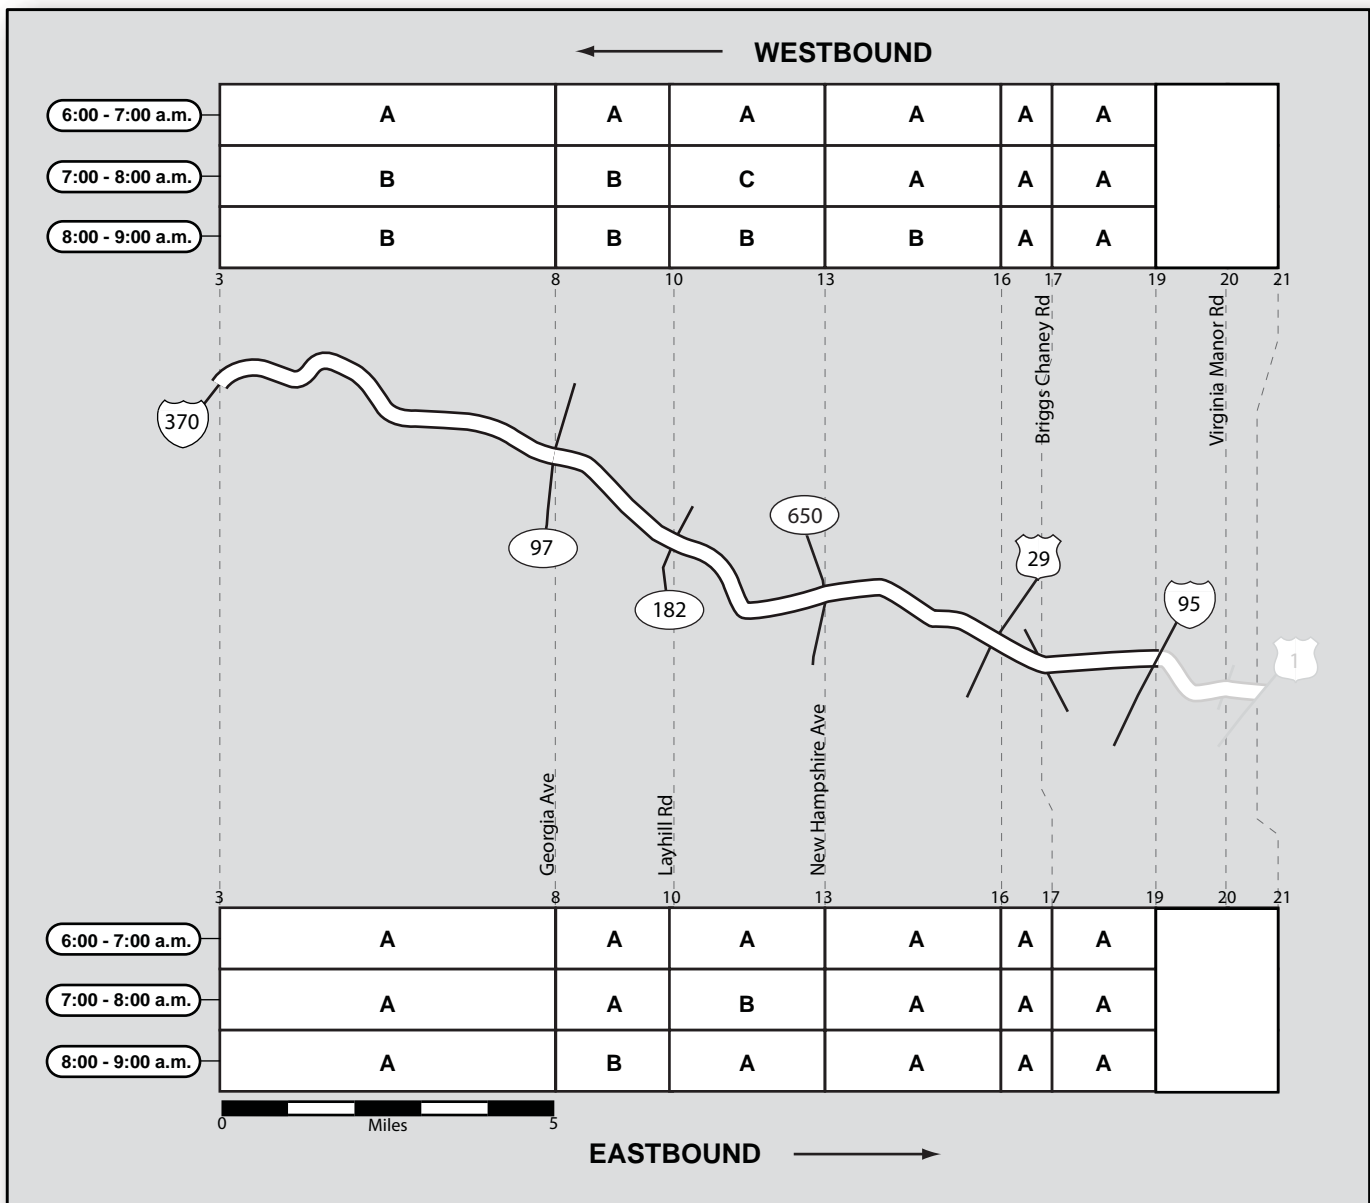 WESTBOUND
6:00 - 7:00 a.m. A A A A A A
7:00 - 8:00 a.m. B B C A A A
8:00 - 9:00 a.m. B B B B A A
3 8 10 13 16 17 19 20 21
Briggs Chaney Rd
Virginia Manor Rd
370
97
182
650
29
95
1
Georgia Ave
Layhill Rd
New Hampshire Ave
3 8 10 13 16 17 19 20 21
6:00 - 7:00 a.m. A A A A A A
7:00 - 8:00 a.m. A A B A A A
8:00 - 9:00 a.m. A B A A A A
0 Miles 5
EASTBOUND